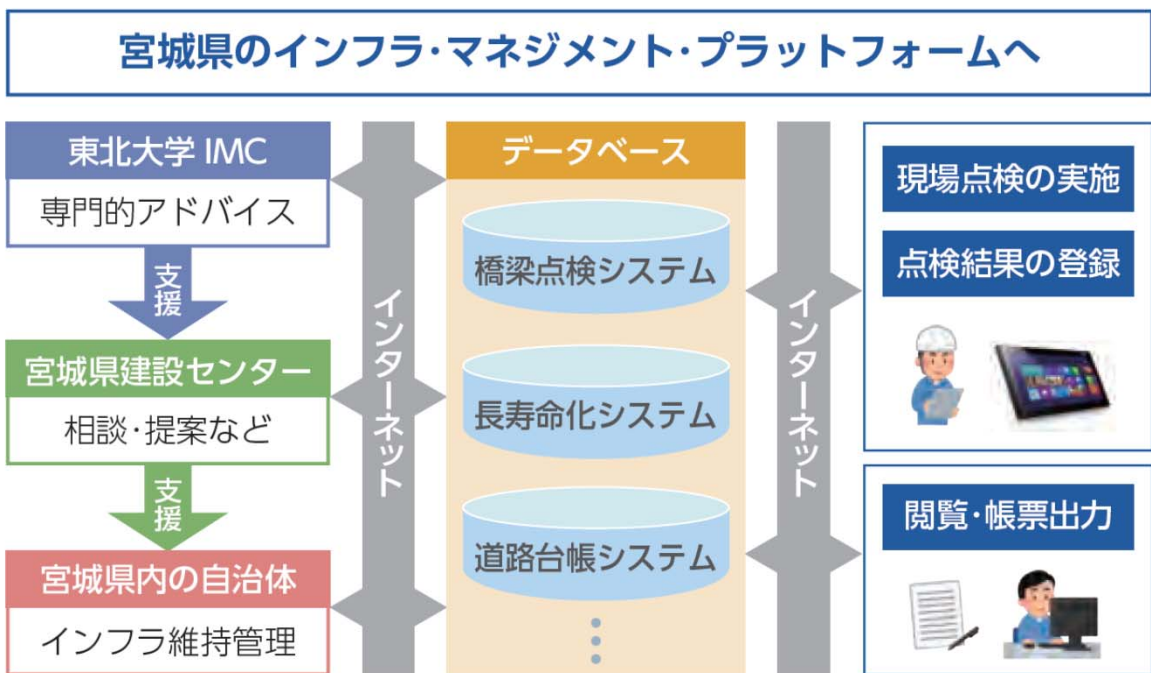 宮城県のインフラ・マネジメント・プラットフォームへ
東北大学 IMC
専門的アドバイス
支援
宮城県建設センター
相談・提案など
支援
宮城県内の自治体
インフラ維持管理
インターネット
データベース
橋梁点検システム
長寿命化システム
道路台帳システム
インターネット
現場点検の実施
点検結果の登録
閲覧・帳票出力